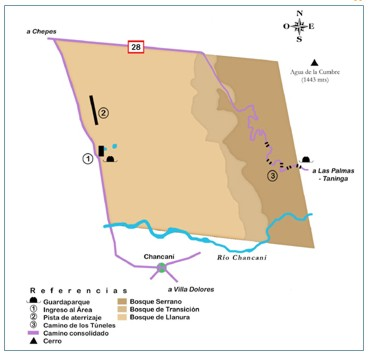 N
O E
S
a Chepes
28
Agua de la Cumbre
(1443 mts)
2
1
3
a Las Palmas
- Taninga
Chancaní
Río Chancaní
a Villa Dolores
Referencias
Guardaparque
1 Ingreso al Área
2 Pista de aterrizaje
3 Camino de los Túneles
Camino consolidado
Cerro
Bosque Serrano
Bosque de Transición
Bosque de Llanura